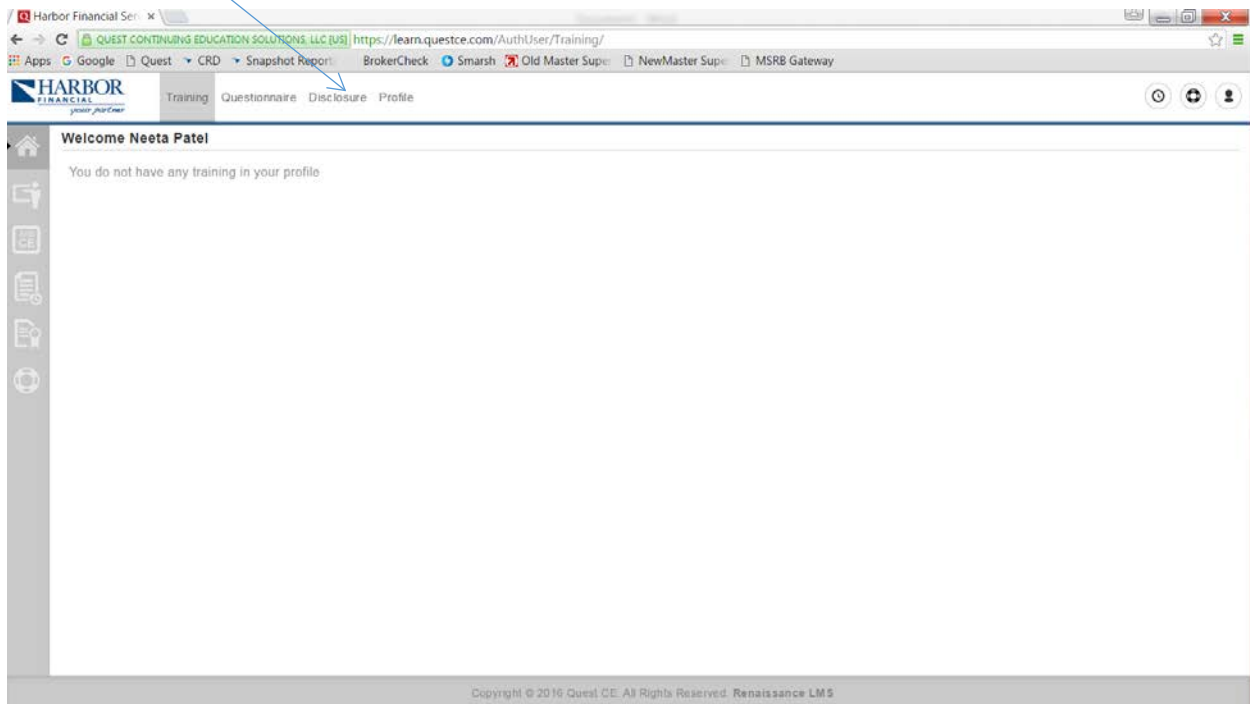 Harbor Financial Ser
QUEST CONTINUING EDUCATION SOLUTIONS, LLC [US] https://learn.questce.com/AuthUser/Training/
Apps Google Quest CRD Snapshot Report BrokerCheck Smarsh Old Master Supe NewMaster Supe MSRB Gateway
HARBOR
FINANCIAL
your partner
Training Questionnaire Disclosure Profile
Welcome Neeta Patel
You do not have any training in your profile
CE
Copyright © 2016 Quest CE. All Rights Reserved. Renaissance LMS